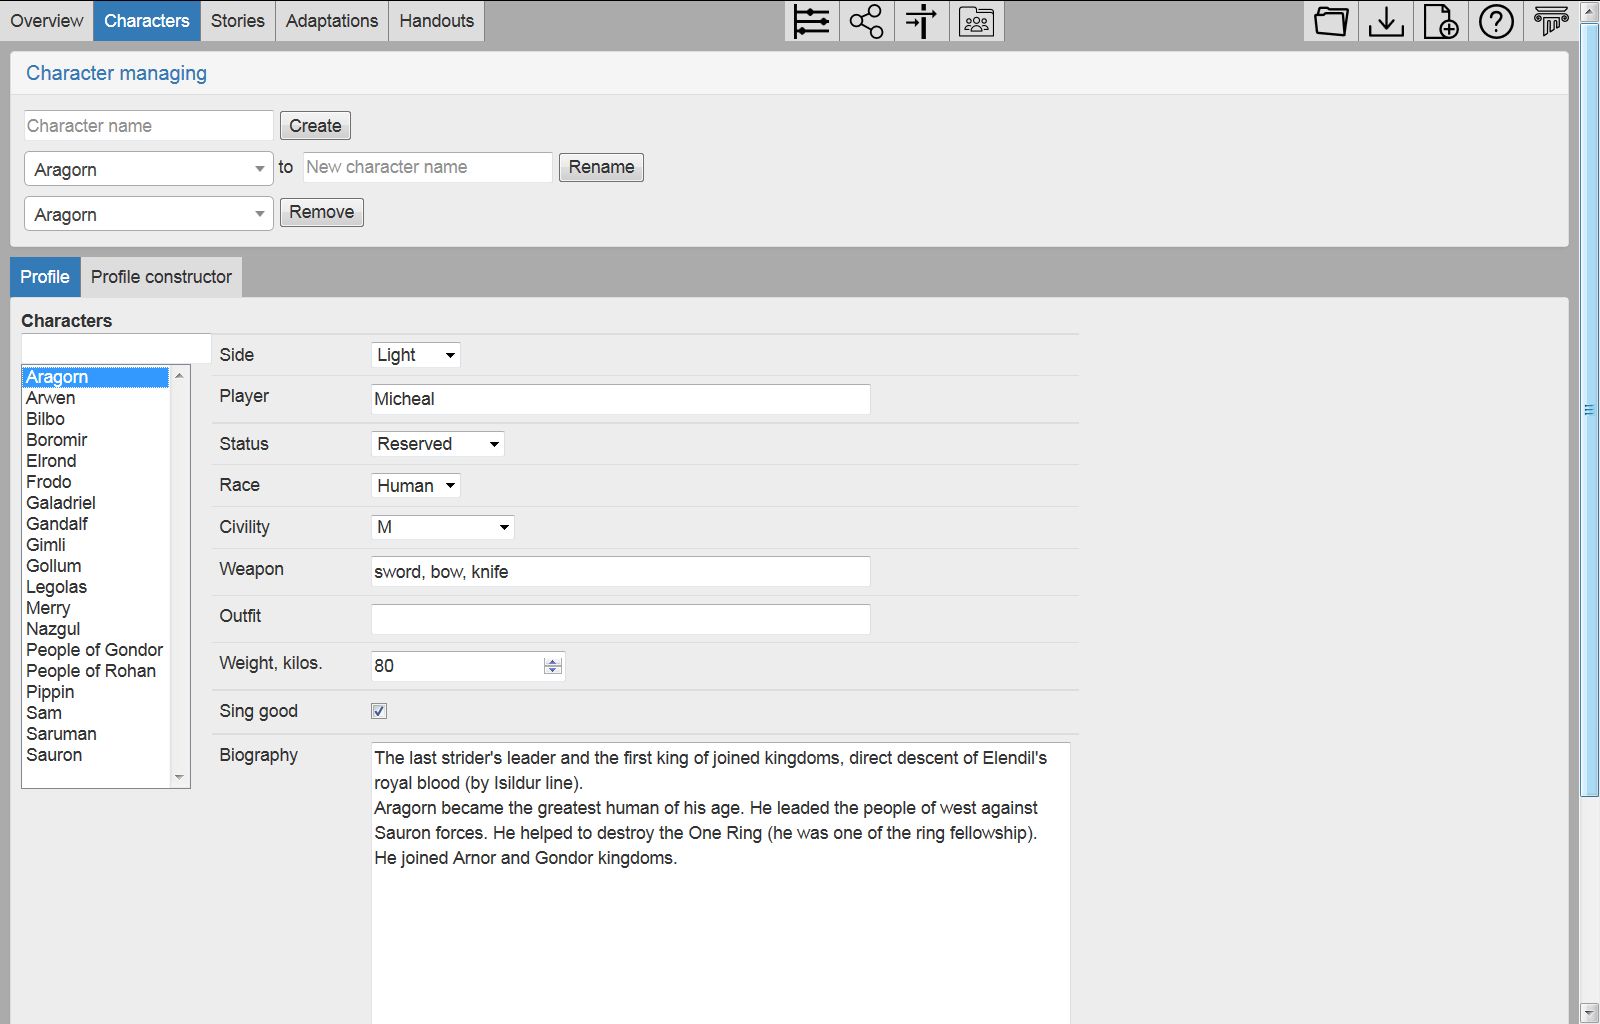 Overview Characters Stories Adaptations Handouts
Character managing
Character name Create
Aragorn to New character name Rename
Aragorn Remove
Profile Profile constructor
Characters
Aragorn
Arwen
Bilbo
Boromir
Elrond
Frodo
Galadriel
Gandalf
Gimli
Gollum
Legolas
Merry
Nazgul
People of Gondor
People of Rohan
Pippin
Sam
Saruman
Sauron
Side Light
Player Micheal
Status Reserved
Race Human
Civility M
Weapon sword, bow, knife
Outfit
Weight, kilos. 80
Sing good
Biography
The last strider's leader and the first king of joined kingdoms, direct descent of Elendil's
royal blood (by Isildur line).
Aragorn became the greatest human of his age. He leaded the people of west against
Sauron forces. He helped to destroy the One Ring (he was one of the ring fellowship).
He joined Arnor and Gondor kingdoms.